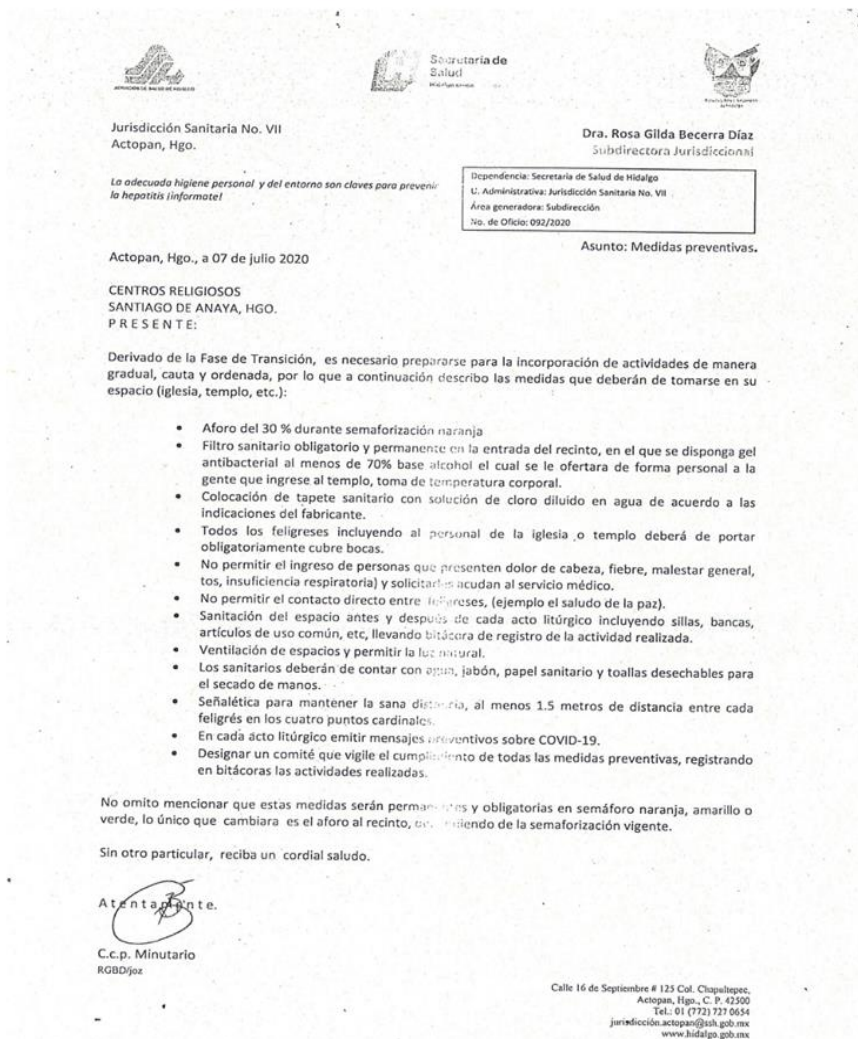 SERVICIOS DE SALUD DE HIDALGO
Secretaría de
Salud
Jurisdicción Sanitaria No. VII
Actopan, Hgo.
Dra. Rosa Gilda Becerra Díaz
Subdirectora Jurisdiccional
La adecuada higiene personal y del entorno son claves para prevenir
la hepatitis ¡informate!
Dependencia: Secretaria de Salud de Hidalgo
U. Administrativa: Jurisdicción Sanitaria No. VII
Área generadora: Subdirección
No. de Oficio: 092/2020
Asunto: Medidas preventivas.
Actopan, Hgo., a 07 de julio 2020
CENTROS RELIGIOSOS
SANTIAGO DE ANAYA, HGO.
P R E S E N T E:
Derivado de la Fase de Transición, es necesario prepararse para la incorporación de actividades de manera
gradual, cauta y ordenada, por lo que a continuación describo las medidas que deberán de tomarse en su
espacio (iglesia, templo, etc.):
• Aforo del 30 % durante semaforización naranja
• Filtro sanitario obligatorio y permanente en la entrada del recinto, en el que se disponga gel
antibacterial al menos de 70% base alcohol el cual se le ofertara de forma personal a la
gente que ingrese al templo, toma de temperatura corporal.
• Colocación de tapete sanitario con solución de cloro diluido en agua de acuerdo a las
indicaciones del fabricante.
• Todos los feligreses incluyendo al personal de la iglesia o templo deberá de portar
obligatoriamente cubre bocas.
• No permitir el ingreso de personas que presenten dolor de cabeza, fiebre, malestar general,
tos, insuficiencia respiratoria) y solicitarles acudan al servicio médico.
• No permitir el contacto directo entre feligreses, (ejemplo el saludo de la paz).
• Sanitación del espacio antes y después de cada acto litúrgico incluyendo sillas, bancas,
artículos de uso común, etc, llevando bitácora de registro de la actividad realizada.
• Ventilación de espacios y permitir la luz natural.
• Los sanitarios deberán de contar con agua, jabón, papel sanitario y toallas desechables para
el secado de manos.
• Señalética para mantener la sana distancia, al menos 1.5 metros de distancia entre cada
feligrés en los cuatro puntos cardinales.
• En cada acto litúrgico emitir mensajes preventivos sobre COVID-19.
• Designar un comité que vigile el cumplimiento de todas las medidas preventivas, registrando
en bitácoras las actividades realizadas.
No omito mencionar que estas medidas serán permanentes y obligatorias en semáforo naranja, amarillo o
verde, lo único que cambiara es el aforo al recinto, dependiendo de la semaforización vigente.
Sin otro particular, reciba un cordial saludo.
A t e n t a m e n t e.
C.c.p. Minutario
RGBD/joz
Calle 16 de Septiembre # 125 Col. Chapultepec,
Actopan, Hgo., C. P. 42500
Tel.: 01 (772) 727 0654
jurisdicción.actopan@ssh.gob.mx
www.hidalgo.gob.mx